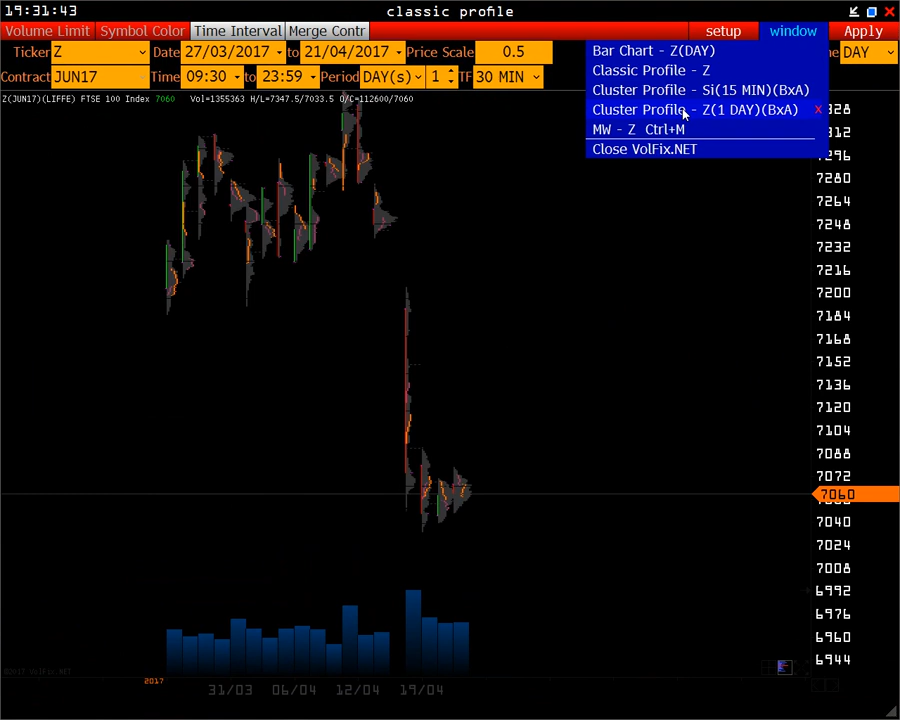 19:31:43 classic profile
Volume Limit Symbol Color Time Interval Merge Contr setup window Apply
Ticker Z Date 27/03/2017 to 21/04/2017 Price Scale 0.5 DAY
Contract JUN17 Time 09:30 to 23:59 Period DAY(s) 1 TF 30 MIN
Bar Chart - Z(DAY)
Classic Profile - Z
Cluster Profile - Si(15 MIN)(BxA)
Cluster Profile - Z(1 DAY)(BxA) x
MW - Z Ctrl+M
Close VolFix.NET
Z(JUN17)(LIFFE) FTSE 100 Index 7060 Vol=1355363 H/L=7347.5/7033.5 O/C=112600/7060
7312
7296
7280
7264
7248
7232
7216
7200
7184
7168
7152
7136
7120
7104
7088
7072
7060
7040
7024
7008
6992
6976
6960
6944
2017
31/03 06/04 12/04 19/04